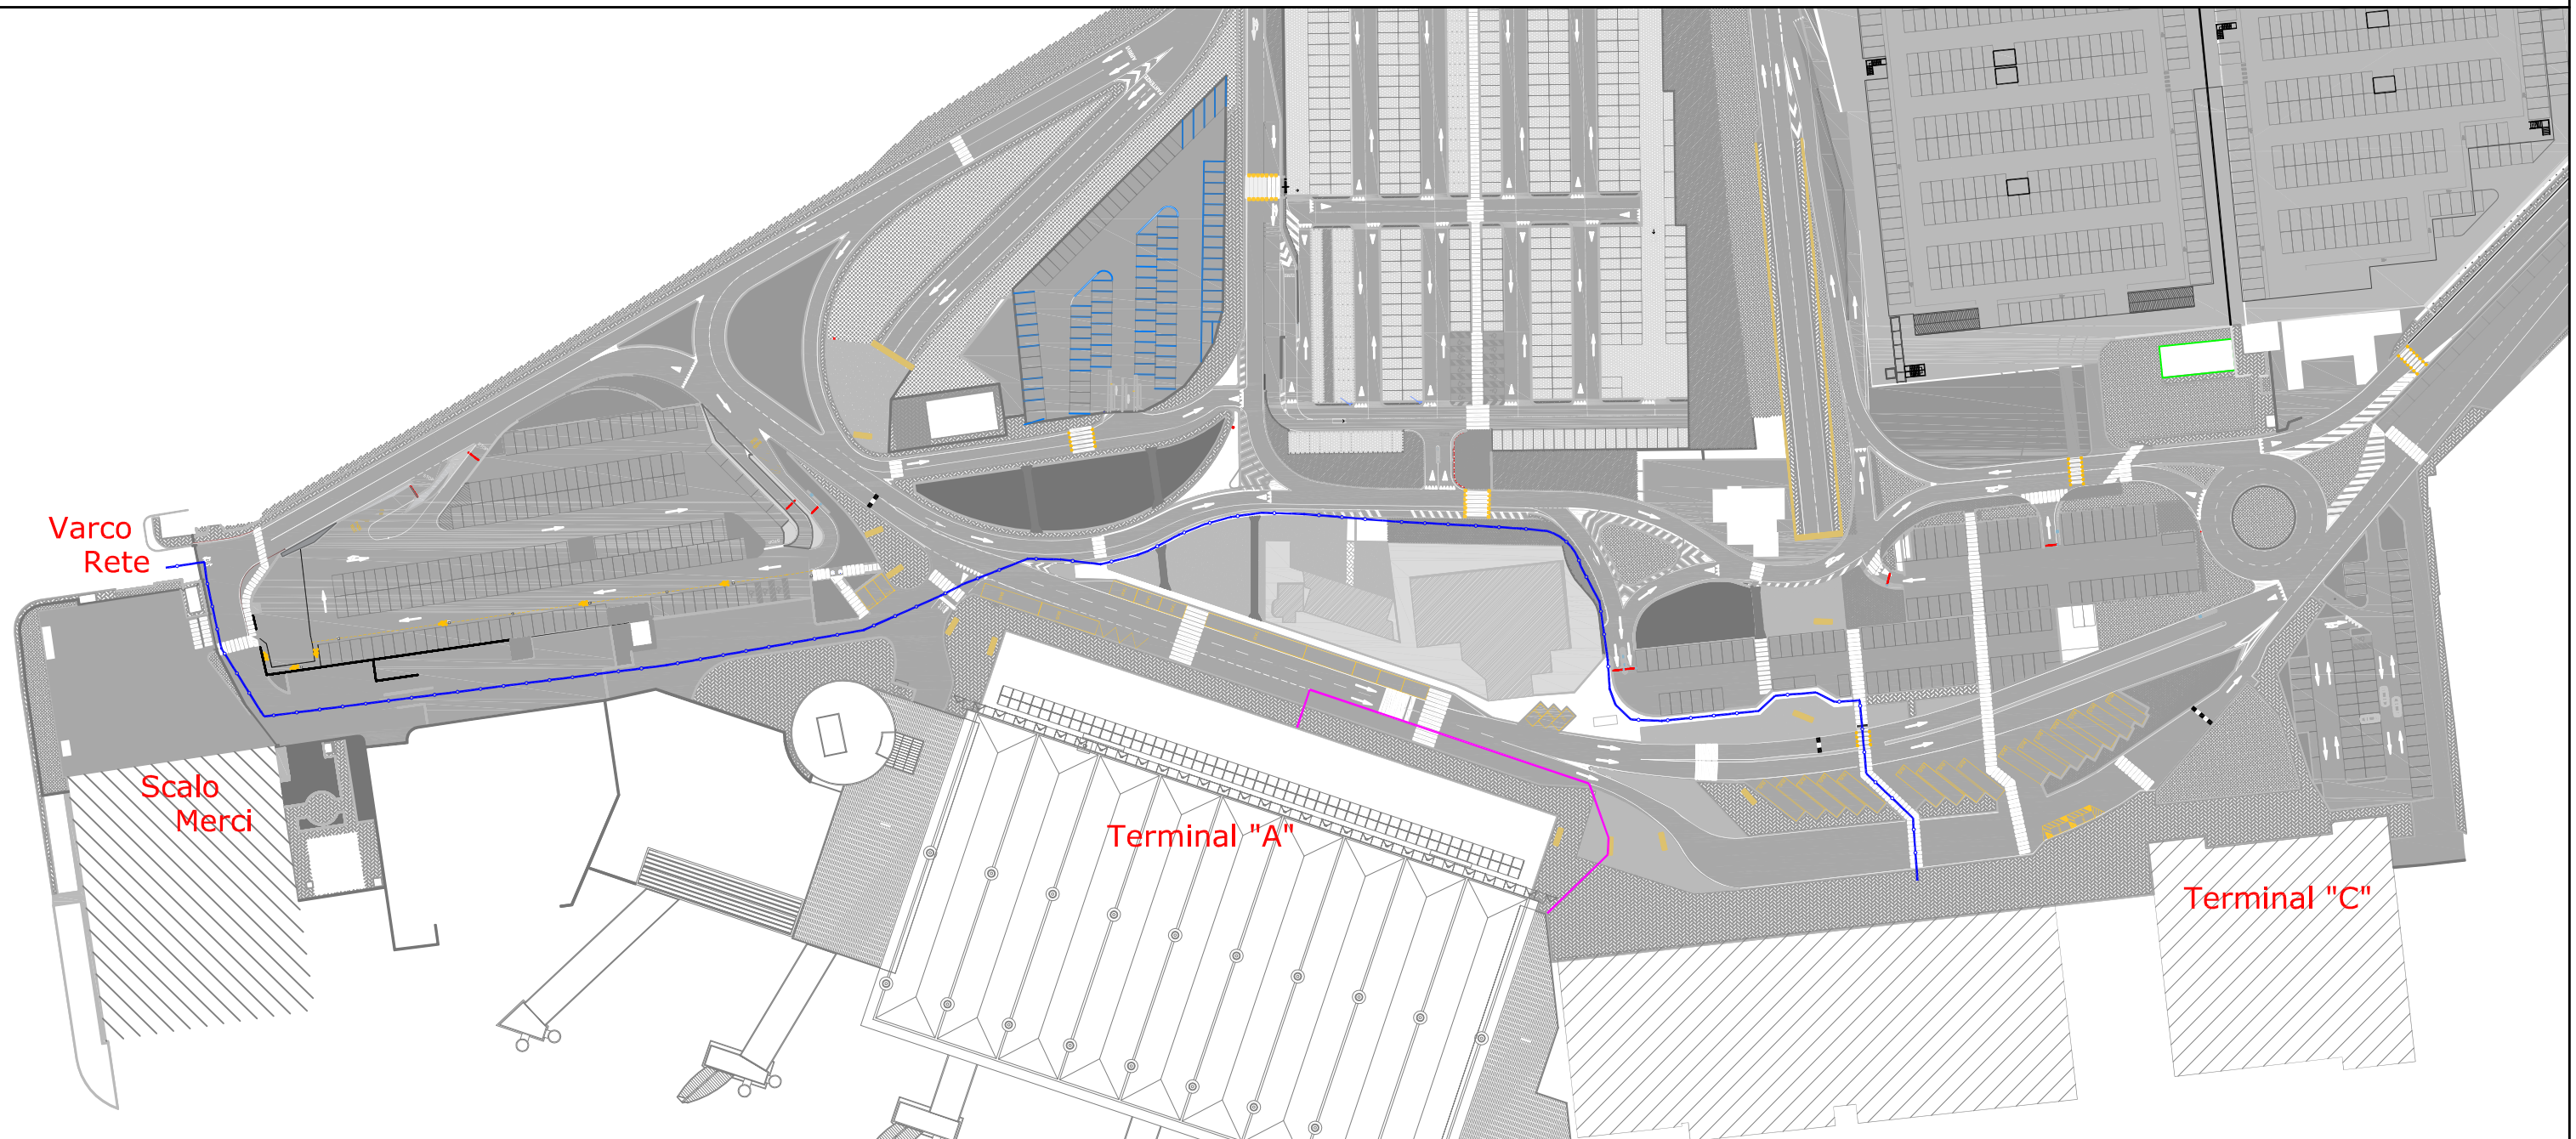 Varco
Rete
Scalo
Merci
Terminal "A"
Terminal "C"